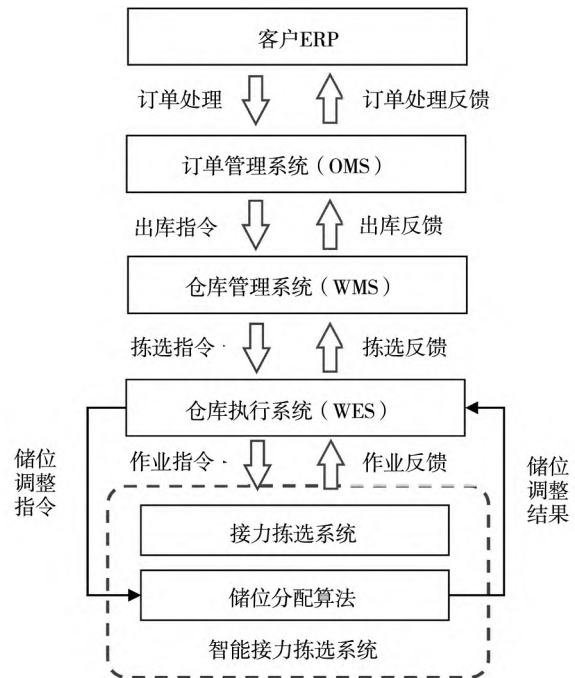 客户ERP
订单处理
订单处理反馈
订单管理系统（OMS）
出库指令
出库反馈
仓库管理系统（WMS）
拣选指令
拣选反馈
仓库执行系统（WES）
作业指令
作业反馈
储位
调整
指令
储位
调整
结果
接力拣选系统
储位分配算法
智能接力拣选系统